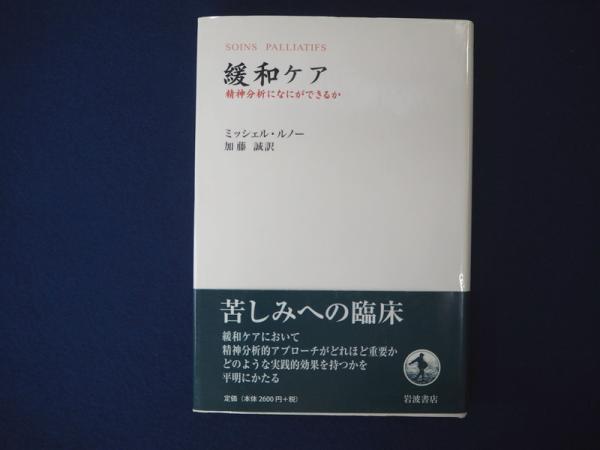 SOINS PALLIATIFS
緩和ケア
精神分析になにができるか
ミッシェル・ルノー
加藤 誠訳
苦しみへの臨床
緩和ケアにおいて
精神分析的アプローチがどれほど重要か
どのような実践的効果を持つかを
平明にかたる
定価（本体2600円+税）
岩波書店